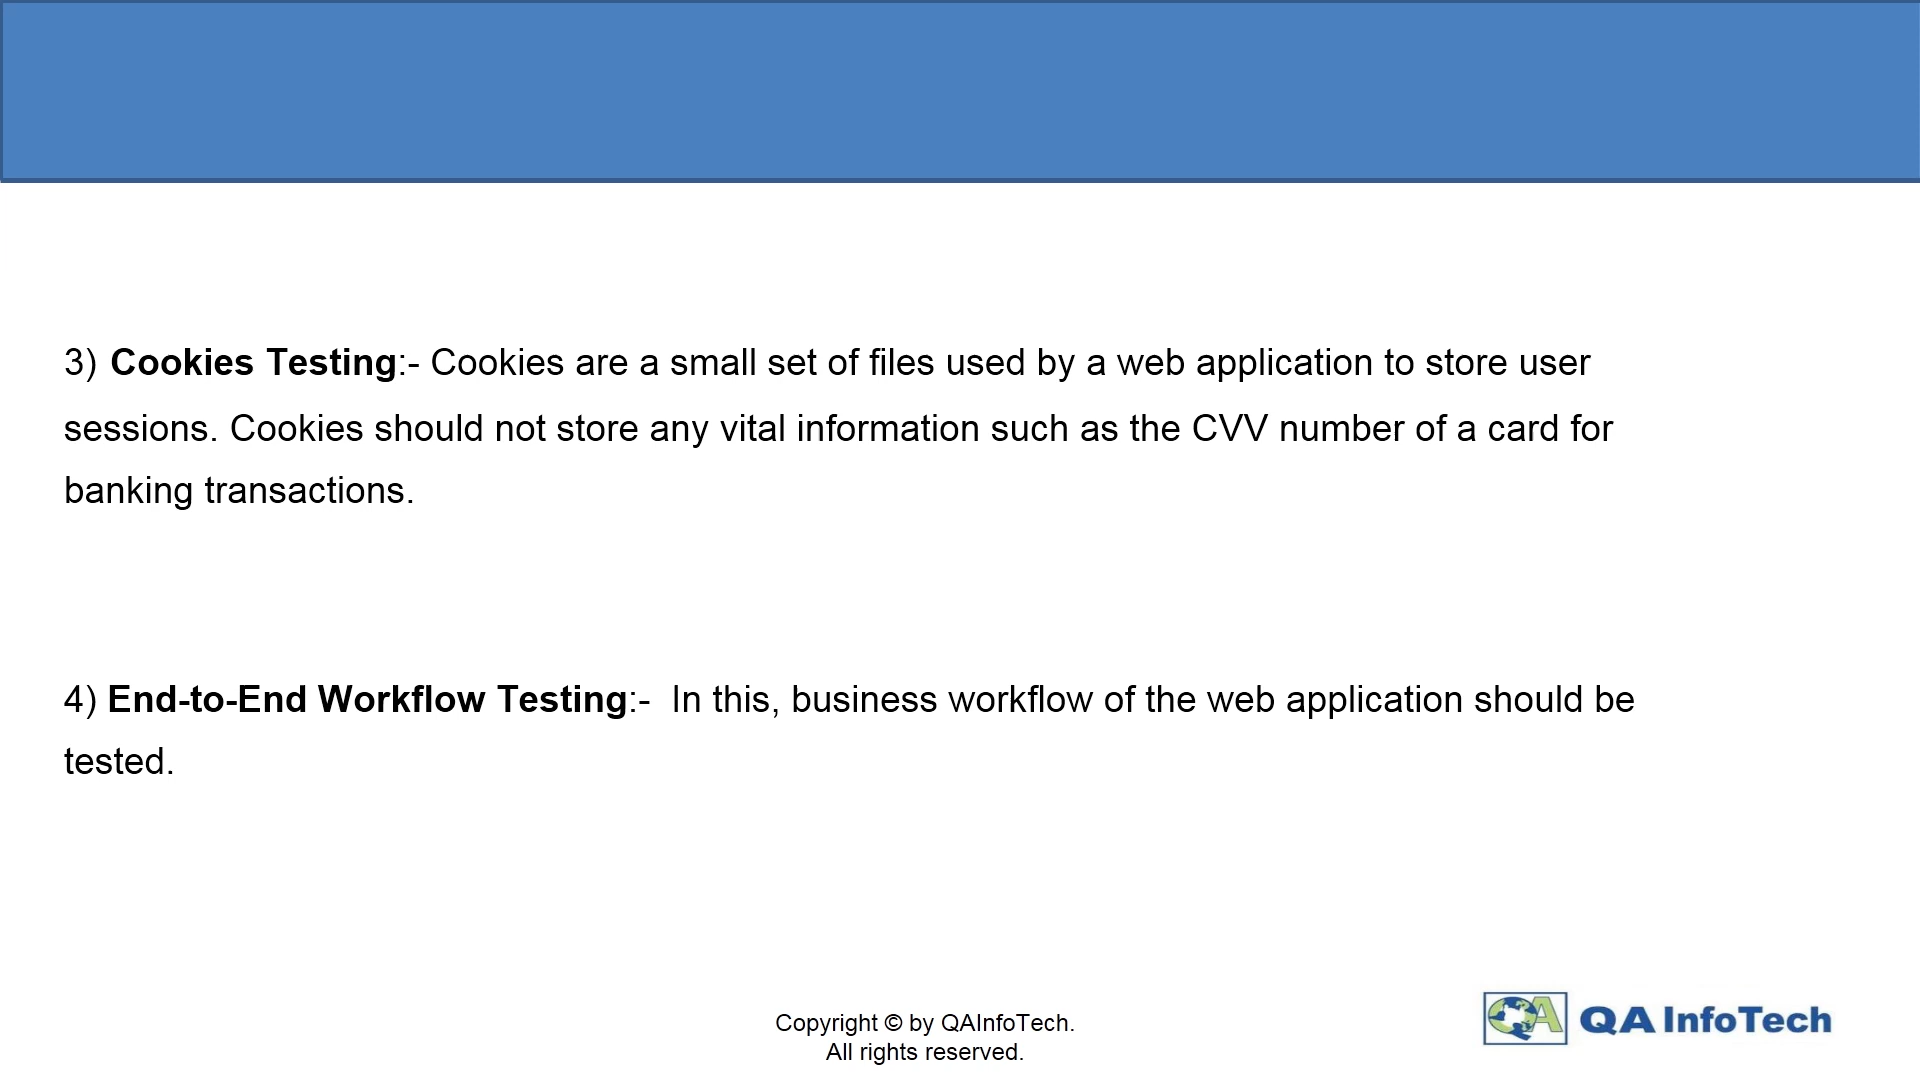 3) Cookies Testing:- Cookies are a small set of files used by a web application to store user
sessions. Cookies should not store any vital information such as the CVV number of a card for
banking transactions.
4) End-to-End Workflow Testing:-  In this, business workflow of the web application should be
tested.
Copyright © by QAInfoTech.
All rights reserved.
QA
QA InfoTech